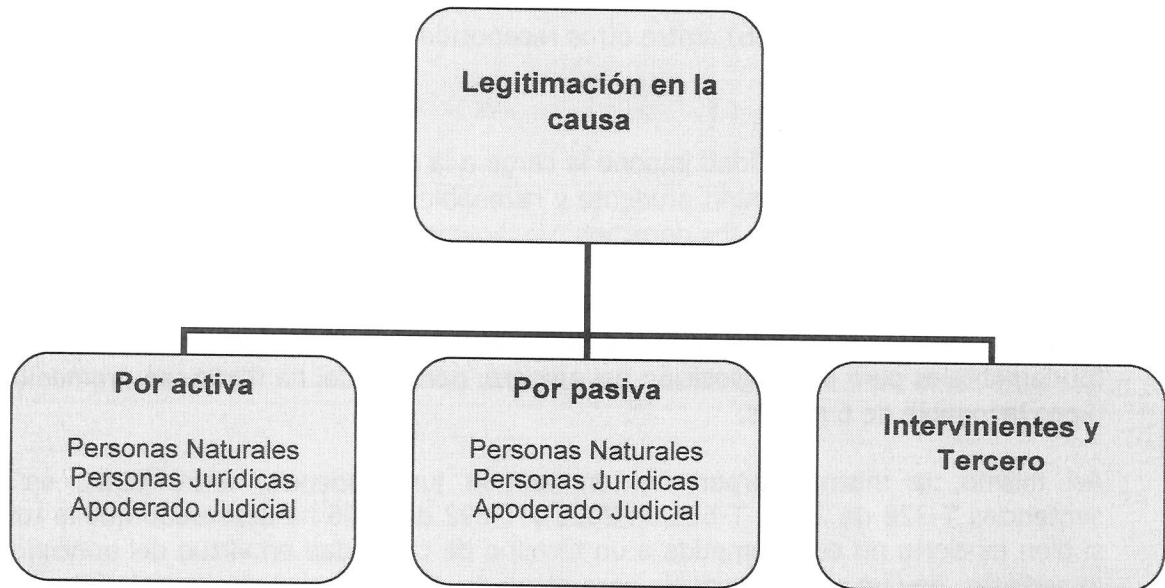 Legitimación en la
causa
Por activa
Personas Naturales
Personas Jurídicas
Apoderado Judicial
Por pasiva
Personas Naturales
Personas Jurídicas
Apoderado Judicial
Intervinientes y
Tercero